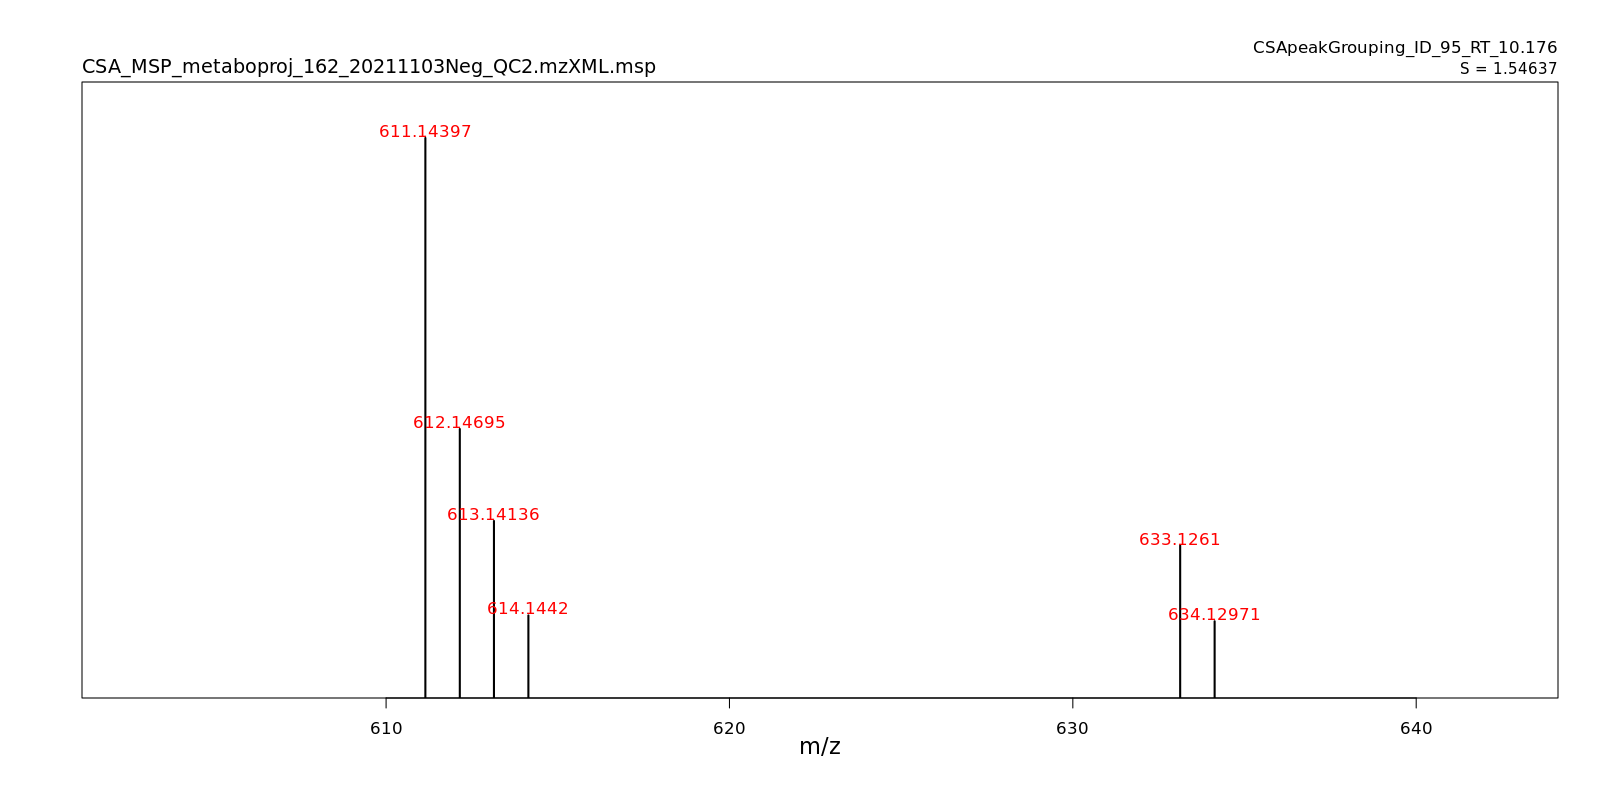 CSApeakGrouping_ID_95_RT_10.176
CSA_MSP_metaboproj_162_20211103Neg_QC2.mzXML.msp
S = 1.54637
611.14397
612.14695
613.14136
633.1261
614.1442
634.12971
610 620 630 640
m/z